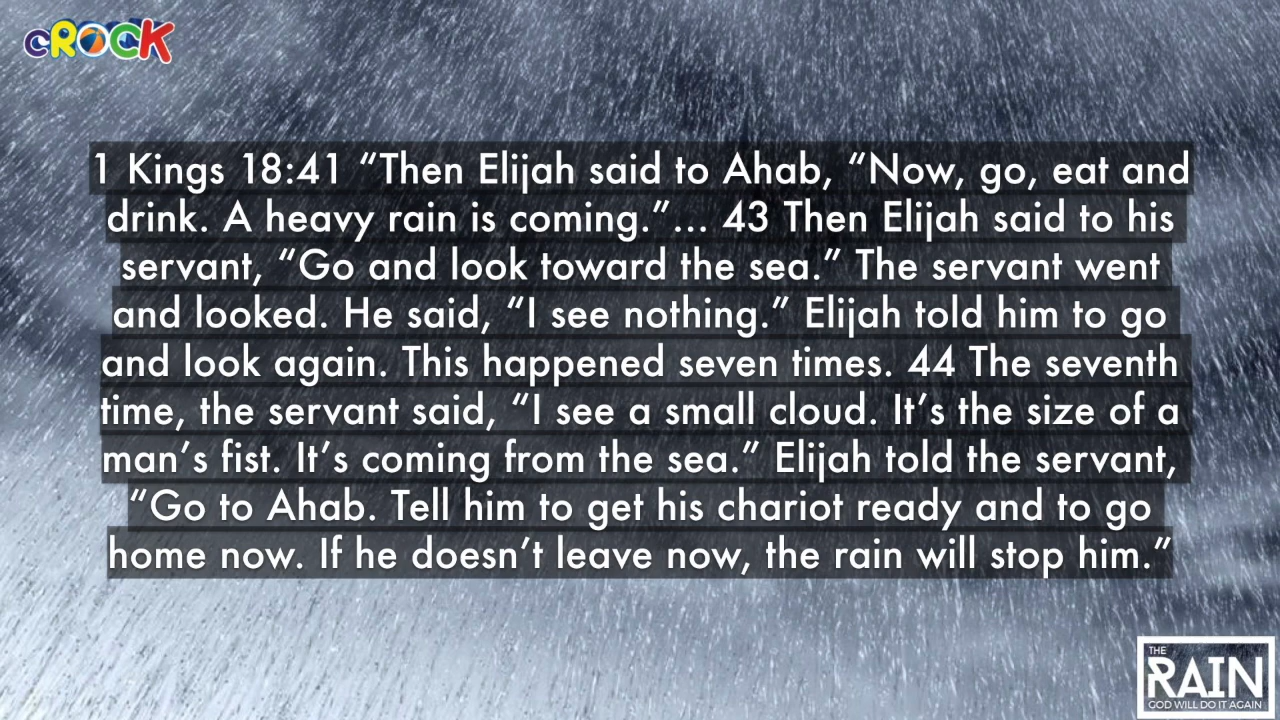 cROCK
1 Kings 18:41 “Then Elijah said to Ahab, “Now, go, eat and
drink. A heavy rain is coming.”... 43 Then Elijah said to his
servant, “Go and look toward the sea.” The servant went
and looked. He said, “I see nothing.” Elijah told him to go
and look again. This happened seven times. 44 The seventh
time, the servant said, “I see a small cloud. It’s the size of a
man’s fist. It’s coming from the sea.” Elijah told the servant,
“Go to Ahab. Tell him to get his chariot ready and to go
home now. If he doesn’t leave now, the rain will stop him.”
THE
RAIN
GOD WILL DO IT AGAIN